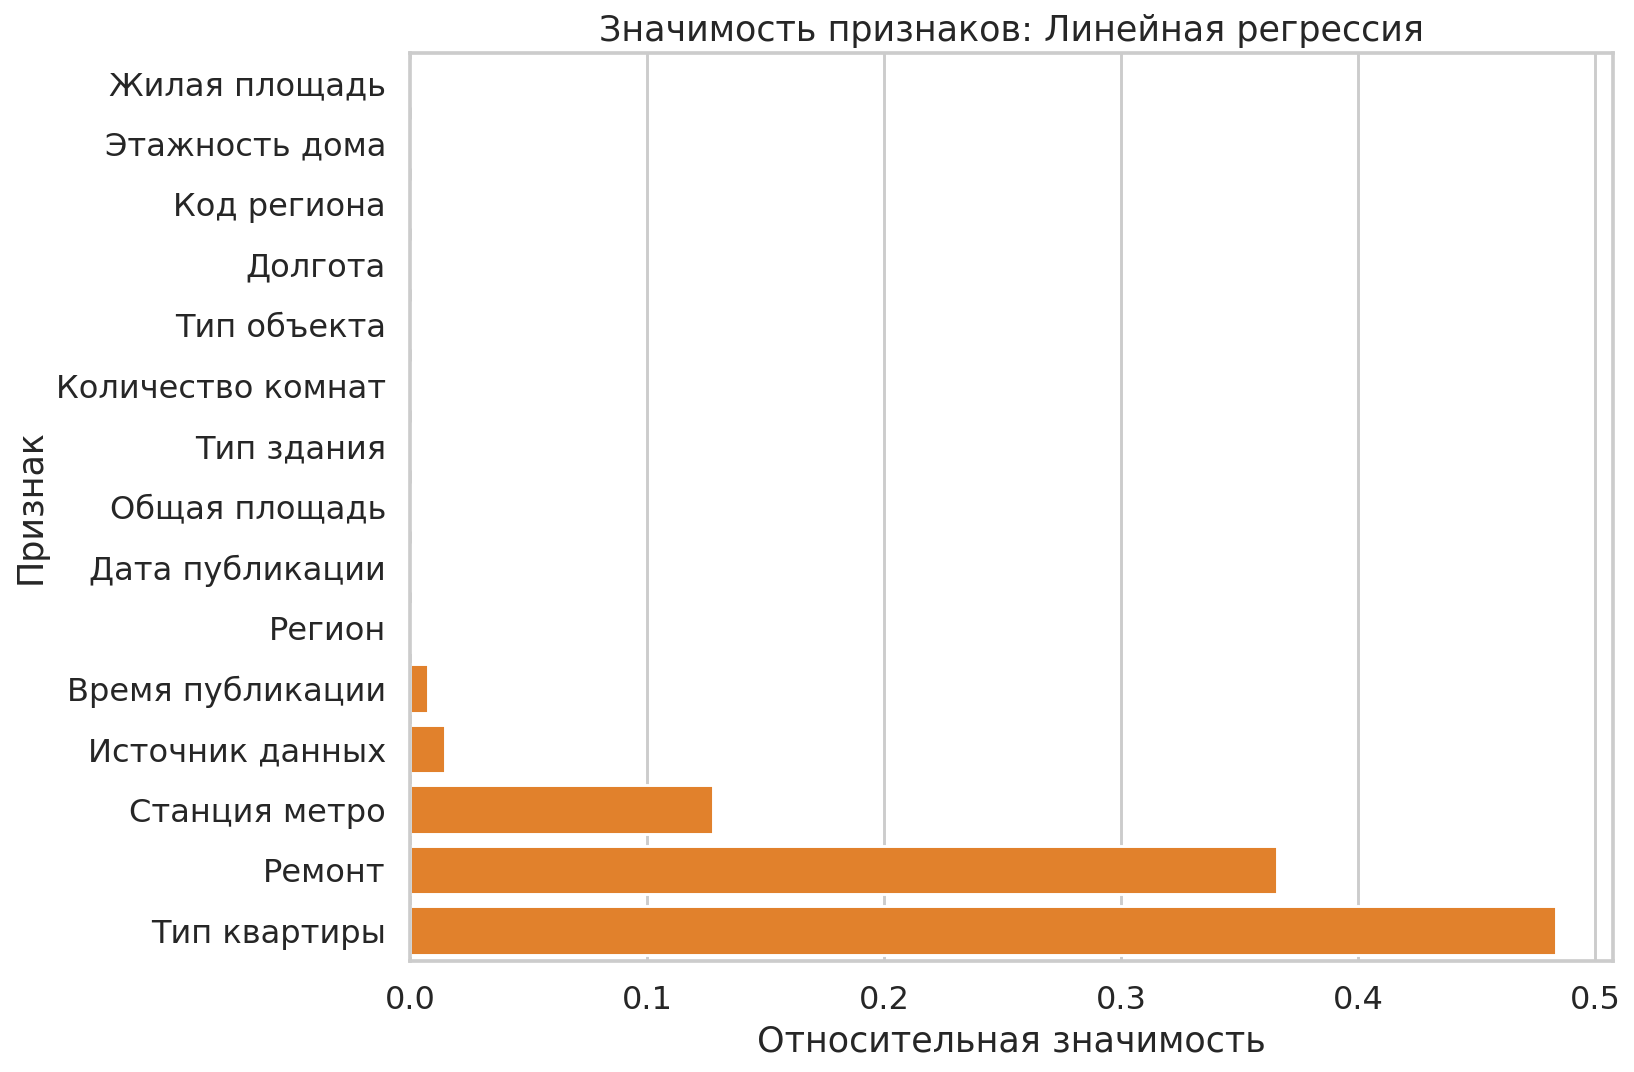 Значимость признаков: Линейная регрессия
Жилая площадь
Этажность дома
Код региона
Долгота
Тип объекта
Количество комнат
Тип здания
Общая площадь
Дата публикации
Регион
Время публикации
Источник данных
Станция метро
Ремонт
Тип квартиры
Признак
0.0 0.1 0.2 0.3 0.4 0.5
Относительная значимость